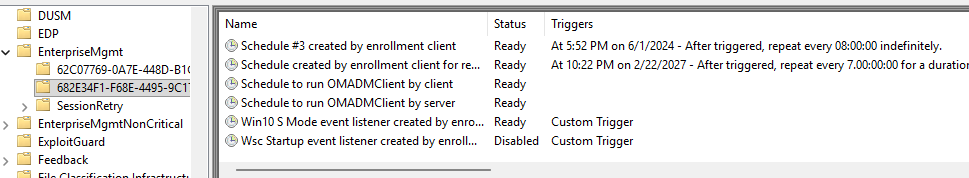 DUSM
EDP
EnterpriseMgmt
62C07769-0A7E-448D-B1C
682E34F1-F68E-4495-9C17
SessionRetry
EnterpriseMgmtNonCritical
ExploitGuard
Feedback
File Classification Infrastructure
Name Status Triggers
Schedule #3 created by enrollment client Ready At 5:52 PM on 6/1/2024 - After triggered, repeat every 08:00:00 indefinitely.
Schedule created by enrollment client for re... Ready At 10:22 PM on 2/22/2027 - After triggered, repeat every 7.00:00:00 for a duration
Schedule to run OMADMClient by client Ready
Schedule to run OMADMClient by server Ready
Win10 S Mode event listener created by enro... Ready Custom Trigger
Wsc Startup event listener created by enroll... Disabled Custom Trigger